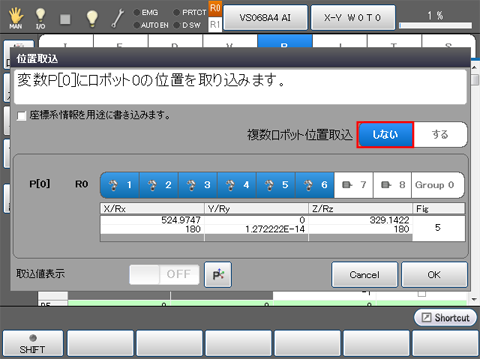 MAN I/O EMG AUTO EN PRTCT D SW R0 R1 VS068A4 AI X-Y W0T0 1 %
位置取込
変数P[0]にロボット0の位置を取り込みます。
座標系情報を用途に書き込みます。
複数ロボット位置取込 しない する
P[0] R0 1 2 3 4 5 6 7 8 Group 0
X/Rx Y/Ry Z/Rz Fig
524.9747 0 329.1422
180 1.272222E-14 180 5
取込値表示 OFF P Cancel OK
Shortcut
SHIFT